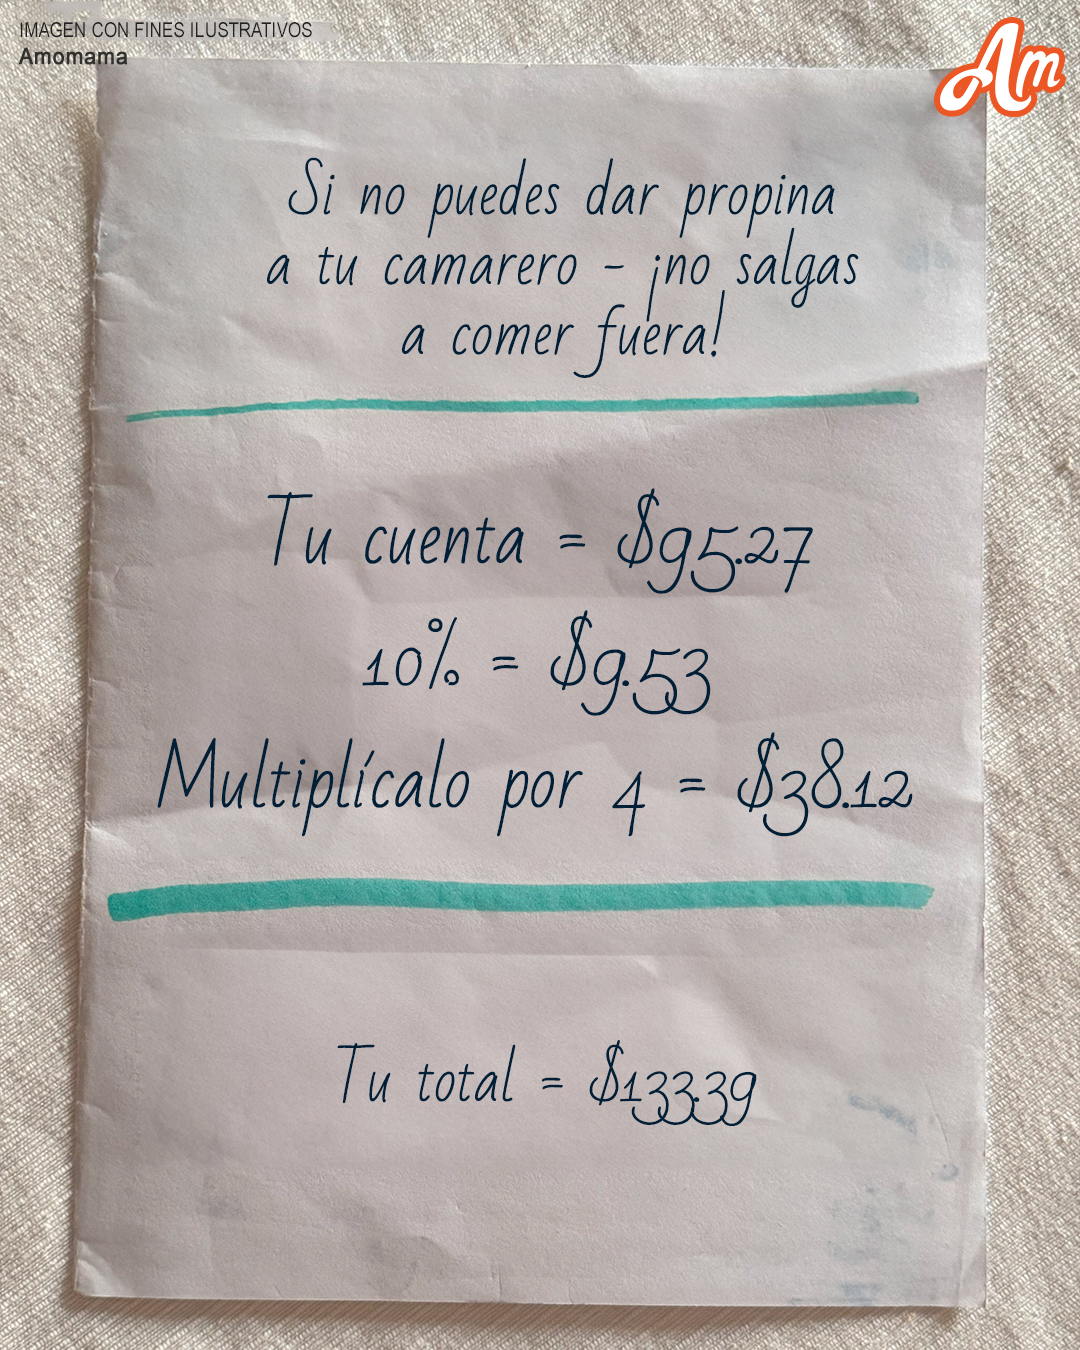 IMAGEN CON FINES ILUSTRATIVOS
Amomama
Am
Si no puedes dar propina
a tu camarero - ¡no salgas
a comer fuera!
Tu cuenta = $95.27
10% = $9.53
Multiplícalo por 4 = $38.12
Tu total = $133.39